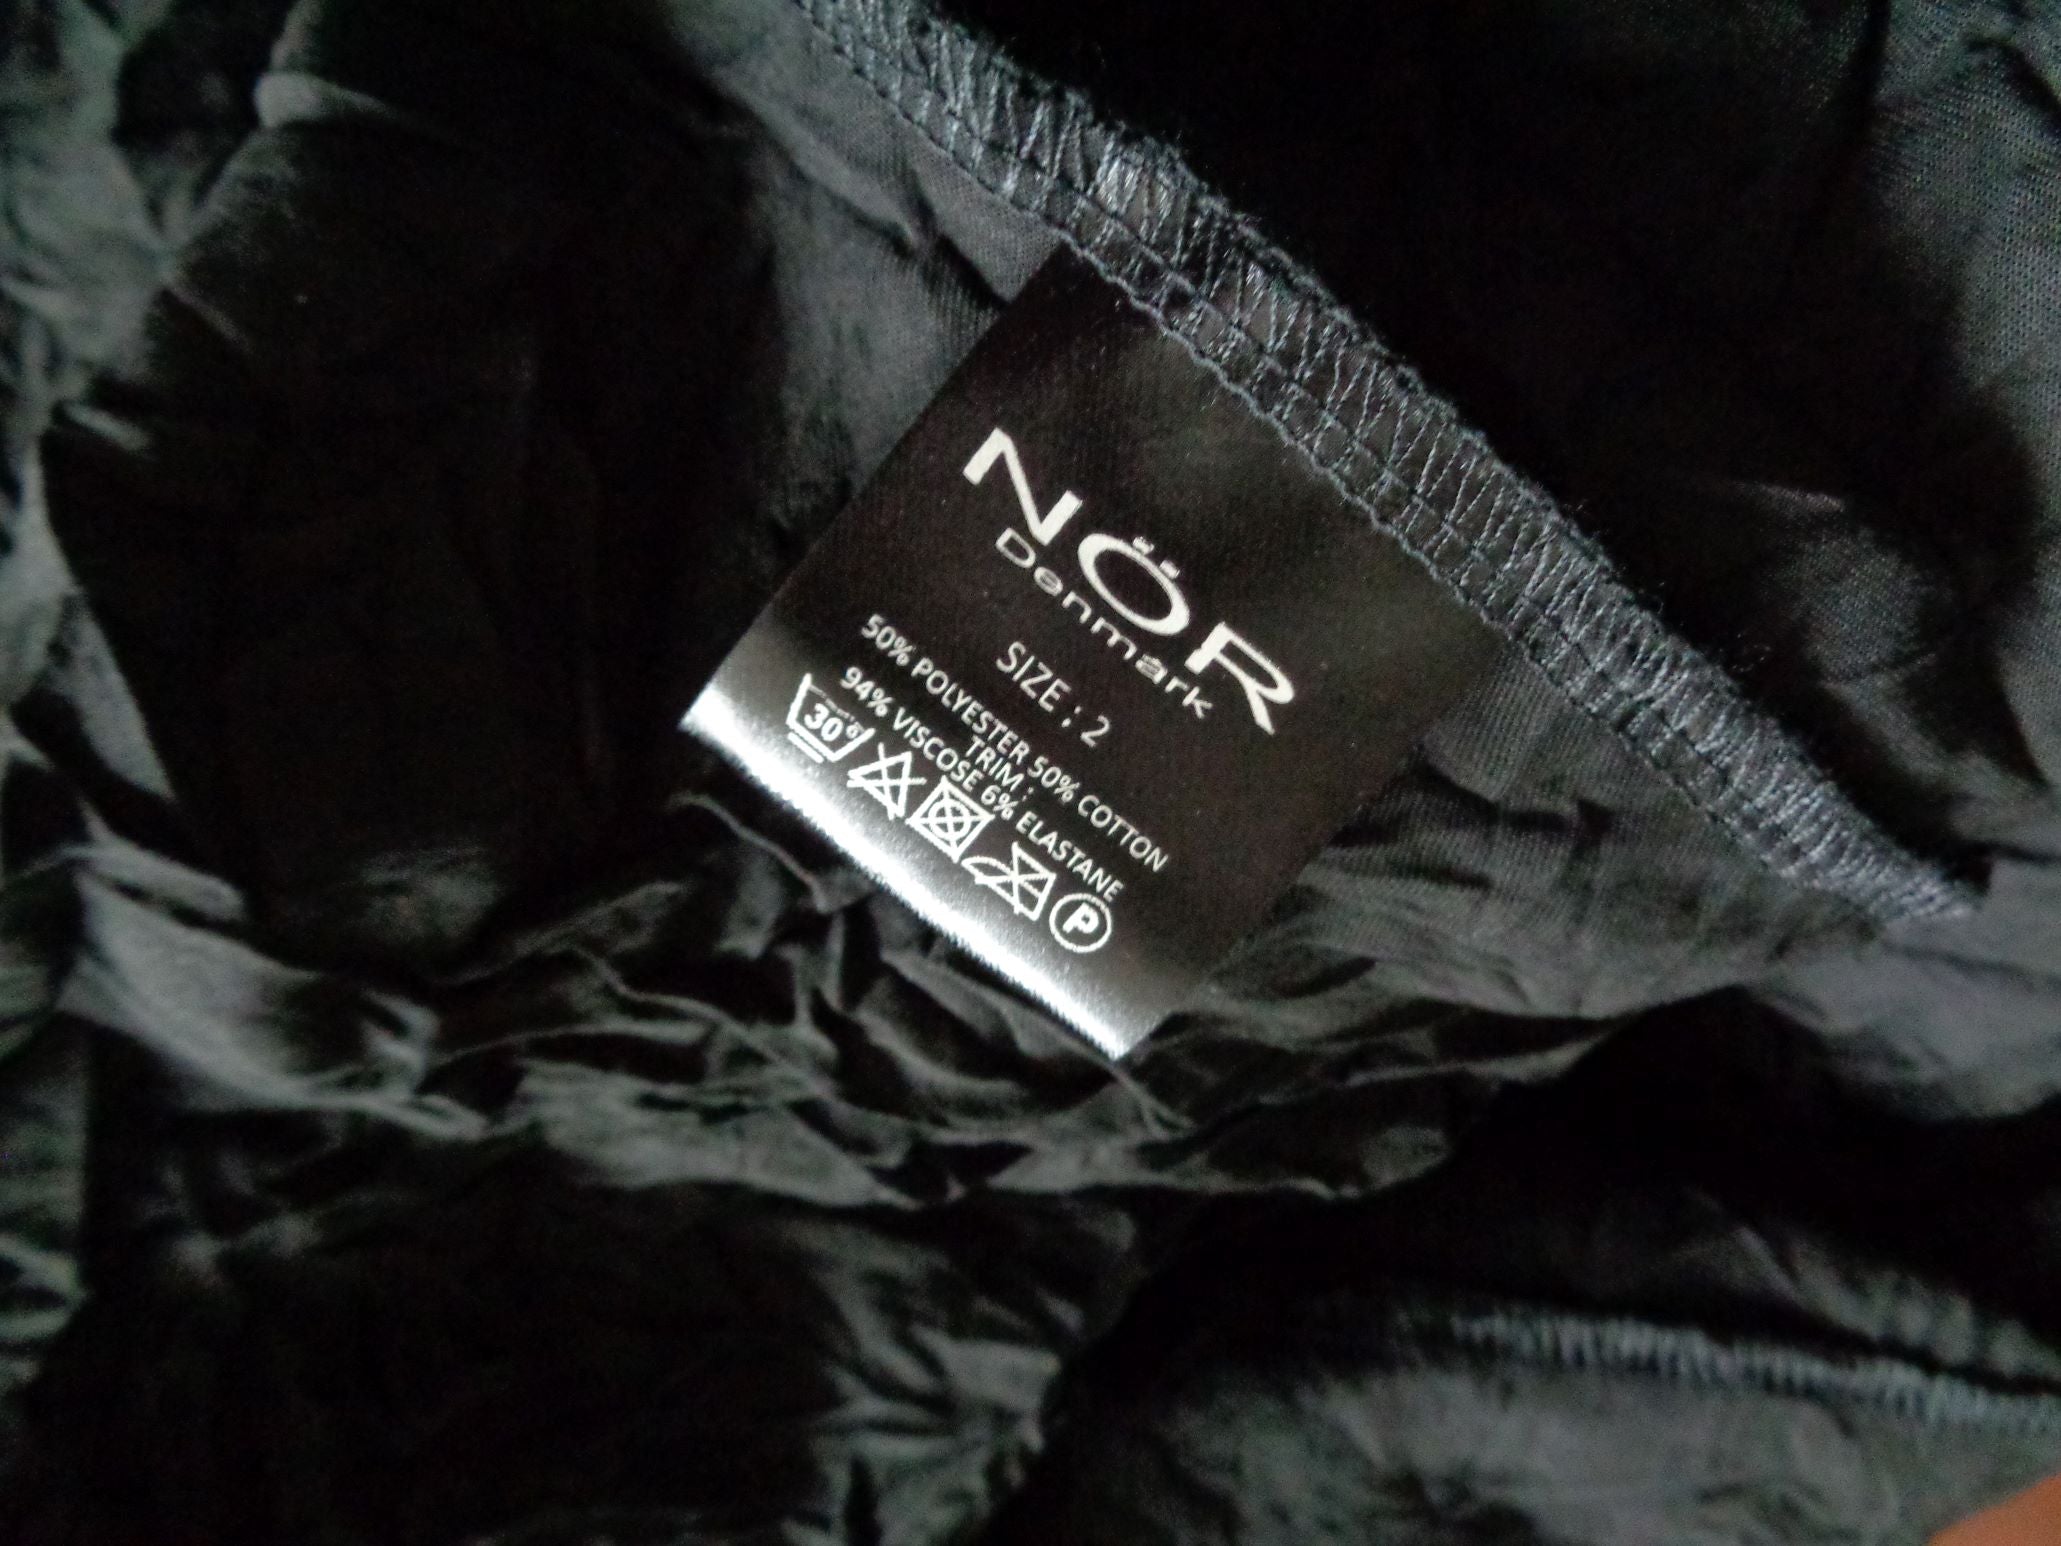 NÖR
Denmark
SIZE : 2
50% POLYESTER 50% COTTON
TRIM :
94% VISCOSE 6% ELASTANE
30° P